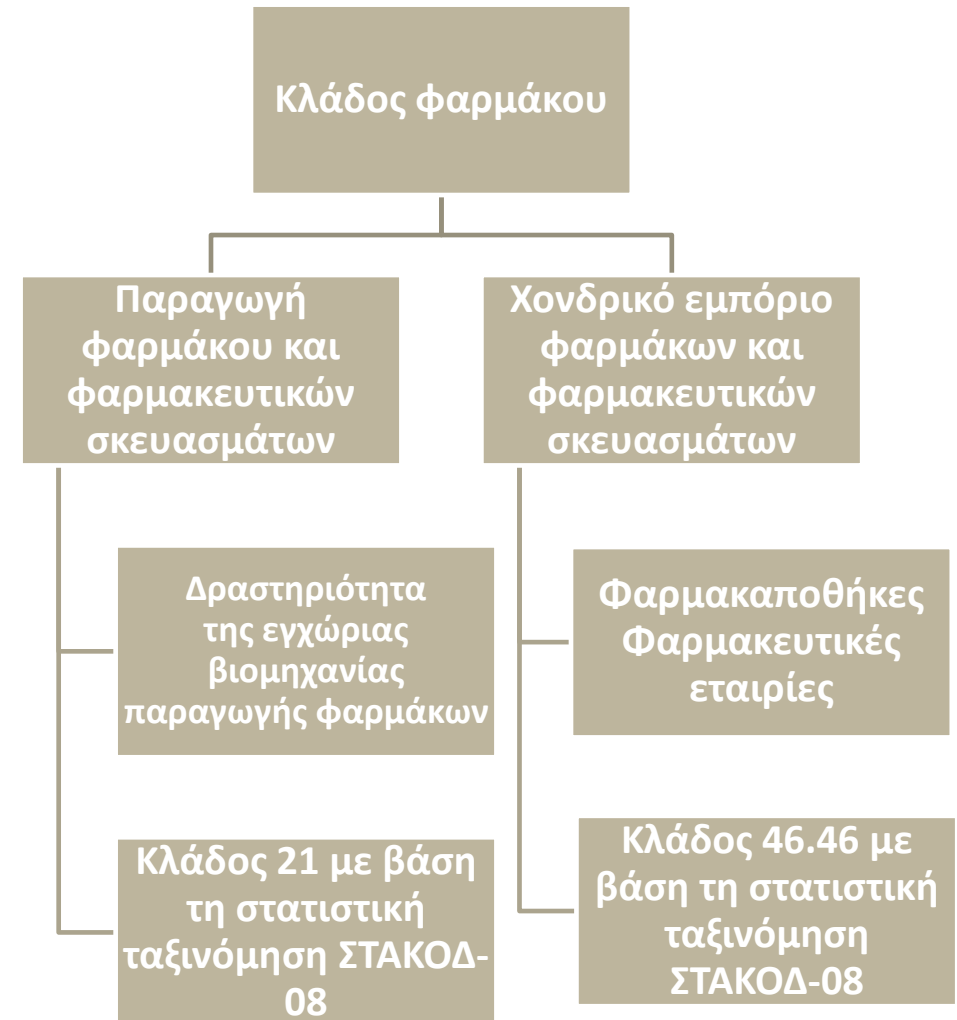 Κλάδος φαρμάκου
Παραγωγή
φαρμάκου και
φαρμακευτικών
σκευασμάτων
Χονδρικό εμπόριο
φαρμάκων και
φαρμακευτικών
σκευασμάτων
Δραστηριότητα
της εγχώριας
βιομηχανίας
παραγωγής φαρμάκων
Φαρμακαποθήκες
Φαρμακευτικές
εταιρίες
Κλάδος 21 με βάση
τη στατιστική
ταξινόμηση ΣΤΑΚΟΔ-
08
Κλάδος 46.46 με
βάση τη στατιστική
ταξινόμηση
ΣΤΑΚΟΔ-08